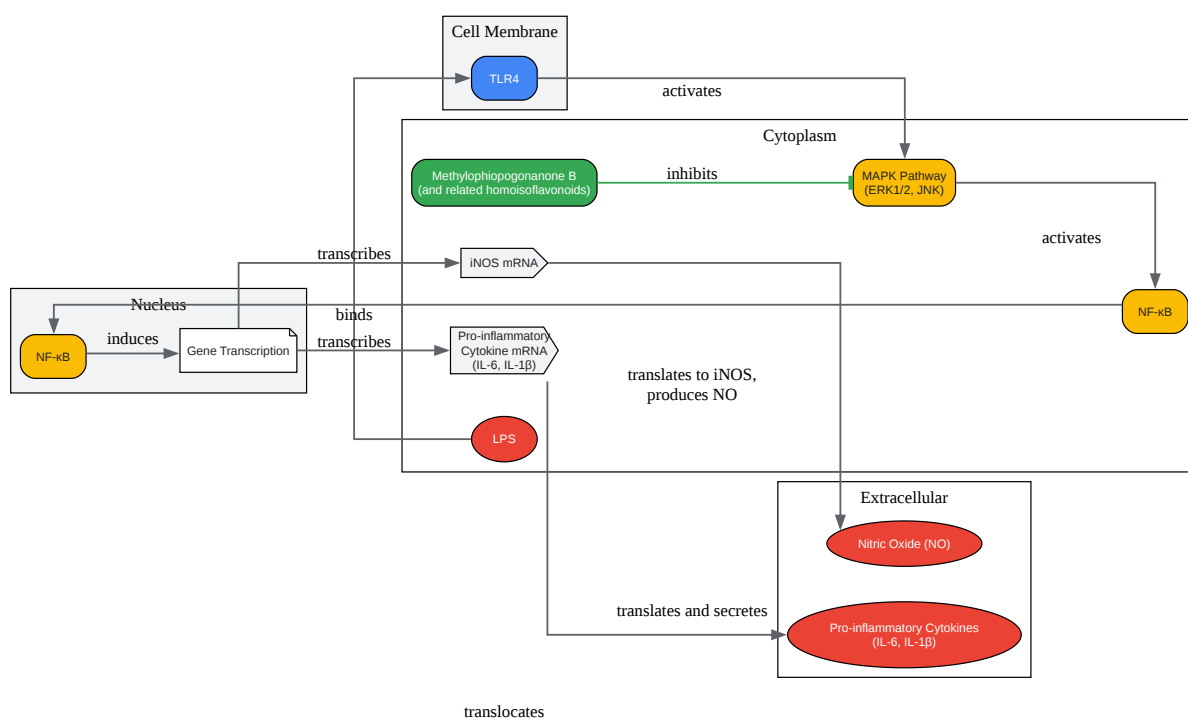 Cell Membrane
TLR4
activates
Cytoplasm
Methylophiopogonanone B
(and related homoisoflavonoids)
inhibits
MAPK Pathway
(ERK1/2, JNK)
activates
transcribes
iNOS mRNA
Nucleus
binds
NF-κB
NF-κB
induces
Gene Transcription
transcribes
Pro-inflammatory
Cytokine mRNA
(IL-6, IL-1β)
translates to iNOS,
produces NO
LPS
Extracellular
Nitric Oxide (NO)
translates and secretes
Pro-inflammatory Cytokines
(IL-6, IL-1β)
translocates